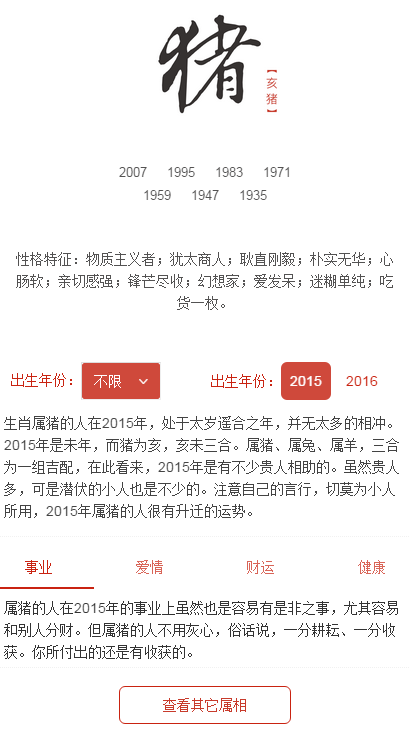 猪
【亥猪】
2007 1995 1983 1971
1959 1947 1935
性格特征：物质主义者；犹太商人；耿直刚毅；朴实无华；心
肠软；亲切感强；锋芒尽收；幻想家；爱发呆；迷糊单纯；吃
货一枚。
出生年份： 不限 出生年份： 2015 2016
生肖属猪的人在2015年，处于太岁遥合之年，并无太多的相冲。
2015年是未年，而猪为亥，亥未三合。属猪、属兔、属羊，三合
为一组吉配，在此看来，2015年是有不少贵人相助的。虽然贵人
多，可是潜伏的小人也是不少的。注意自己的言行，切莫为小人
所用，2015年属猪的人很有升迁的运势。
事业 爱情 财运 健康
属猪的人在2015年的事业上虽然也是容易有是非之事，尤其容易
和别人分财。但属猪的人不用灰心，俗话说，一分耕耘、一分收
获。你所付出的还是有收获的。
查看其它属相